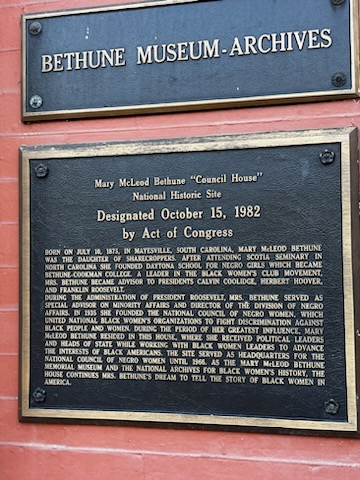 BETHUNE MUSEUM-ARCHIVES
Mary McLeod Bethune "Council House"
National Historic Site
Designated October 15, 1982
by Act of Congress
BORN ON JULY 10, 1875, IN MAYESVILLE, SOUTH CAROLINA, MARY MCLEOD BETHUNE
WAS THE DAUGHTER OF SHARECROPPERS. AFTER ATTENDING SCOTIA SEMINARY IN
NORTH CAROLINA SHE FOUNDED DAYTONA SCHOOL FOR NEGRO GIRLS WHICH BECAME
BETHUNE-COOKMAN COLLEGE. A LEADER IN THE BLACK WOMEN'S CLUB MOVEMENT,
MRS. BETHUNE BECAME ADVISOR TO PRESIDENTS CALVIN COOLIDGE, HERBERT HOOVER,
AND FRANKLIN ROOSEVELT.
DURING THE ADMINISTRATION OF PRESIDENT ROOSEVELT, MRS. BETHUNE SERVED AS
SPECIAL ADVISOR ON MINORITY AFFAIRS AND DIRECTOR OF THE DIVISION OF NEGRO
AFFAIRS. IN 1935 SHE FOUNDED THE NATIONAL COUNCIL OF NEGRO WOMEN, WHICH
UNITED NATIONAL BLACK WOMEN'S ORGANIZATIONS TO FIGHT DISCRIMINATION AGAINST
BLACK PEOPLE AND WOMEN. DURING THE PERIOD OF HER GREATEST INFLUENCE, MARY
MCLEOD BETHUNE RESIDED IN THIS HOUSE, WHERE SHE RECEIVED POLITICAL LEADERS
AND HEADS OF STATE WHILE WORKING WITH BLACK WOMEN LEADERS TO ADVANCE
THE INTERESTS OF BLACK AMERICANS. THE SITE SERVED AS HEADQUARTERS FOR THE
NATIONAL COUNCIL OF NEGRO WOMEN UNTIL 1966. AS THE MARY MCLEOD BETHUNE
MEMORIAL MUSEUM AND THE NATIONAL ARCHIVES FOR BLACK WOMEN'S HISTORY, THE
HOUSE CONTINUES MRS. BETHUNE'S DREAM TO TELL THE STORY OF BLACK WOMEN IN
AMERICA.